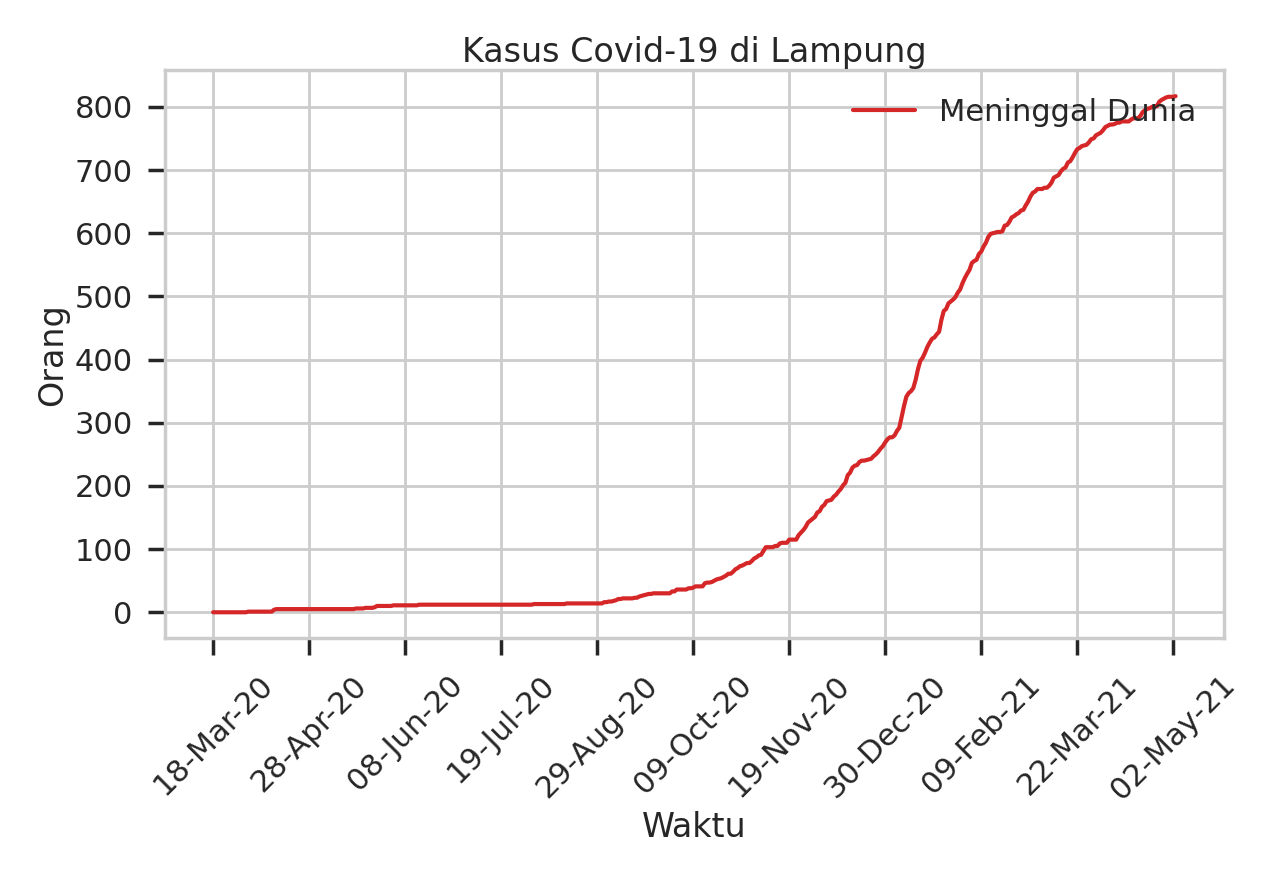 Kasus Covid-19 di Lampung
Meninggal Dunia
Orang
800
700
600
500
400
300
200
100
0
18-Mar-20
28-Apr-20
08-Jun-20
19-Jul-20
29-Aug-20
09-Oct-20
19-Nov-20
30-Dec-20
09-Feb-21
22-Mar-21
02-May-21
Waktu